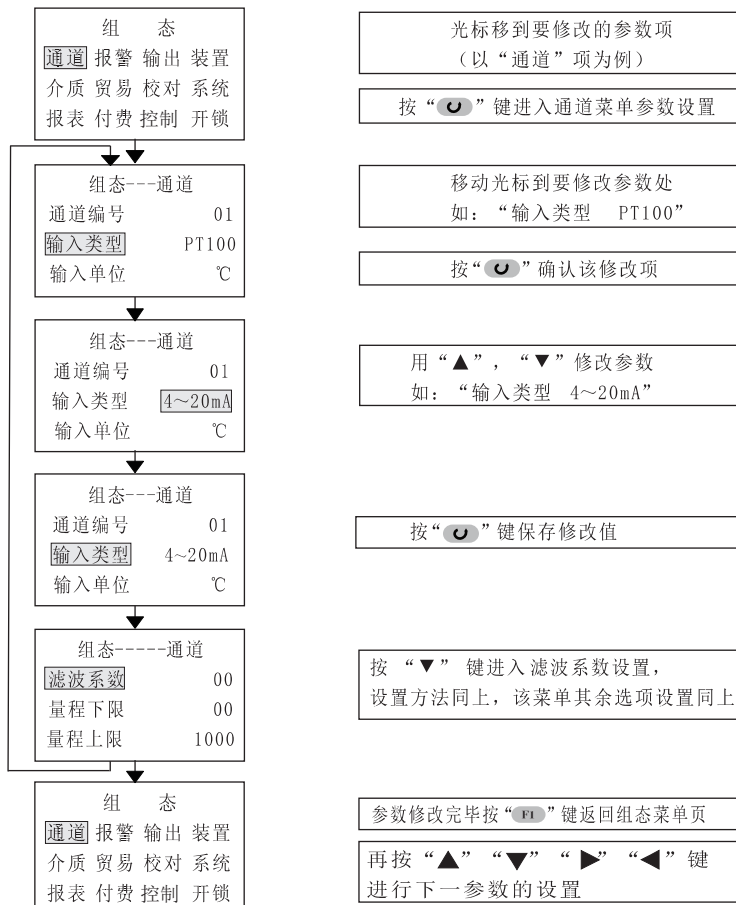 组 态
通道 报警 输出 装置
介质 贸易 校对 系统
报表 付费 控制 开锁
光标移到要修改的参数项
（以“通道”项为例）
按“ ”键进入通道菜单参数设置
组态---通道
通道编号 01
输入类型 PT100
输入单位 ℃
移动光标到要修改参数处
如：“输入类型 PT100”
按“ ”确认该修改项
组态---通道
通道编号 01
输入类型 4～20mA
输入单位 ℃
用“▲”，“▼”修改参数
如：“输入类型 4～20mA”
组态---通道
通道编号 01
输入类型 4~20mA
输入单位 ℃
按“ ”键保存修改值
组态-----通道
滤波系数 00
量程下限 00
量程上限 1000
按 “▼” 键进入滤波系数设置，
设置方法同上，该菜单其余选项设置同上
组 态
通道 报警 输出 装置
介质 贸易 校对 系统
报表 付费 控制 开锁
参数修改完毕按“F1”键返回组态菜单页
再按“▲”“▼”“▶”“◀”键
进行下一参数的设置